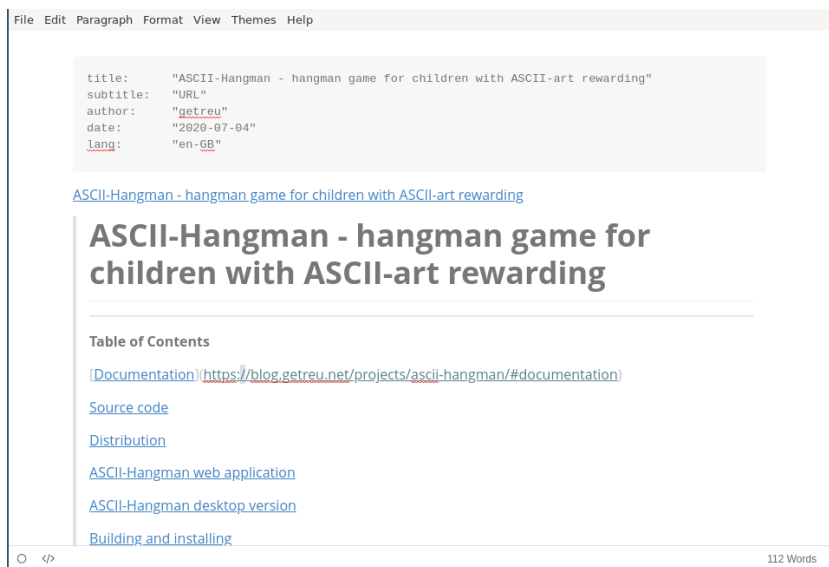 File Edit Paragraph Format View Themes Help
title: "ASCII-Hangman - hangman game for children with ASCII-art rewarding"
subtitle: "URL"
author: "getreu"
date: "2020-07-04"
lang: "en-GB"
ASCII-Hangman - hangman game for children with ASCII-art rewarding
ASCII-Hangman - hangman game for
children with ASCII-art rewarding
Table of Contents
[Documentation](https://blog.getreu.net/projects/ascii-hangman/#documentation)
Source code
Distribution
ASCII-Hangman web application
ASCII-Hangman desktop version
Building and installing
</> 112 Words